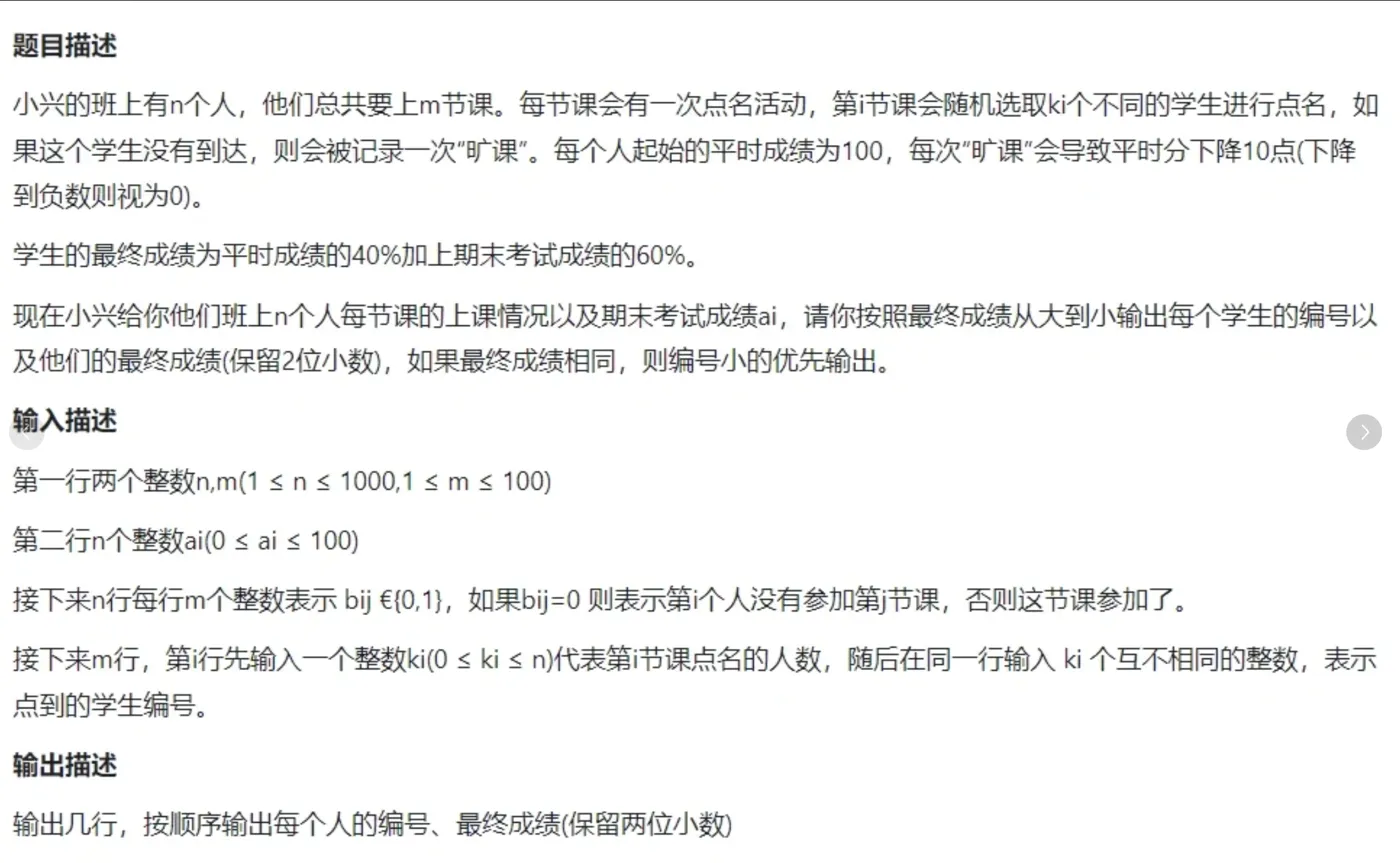 题目描述
小兴的班上有n个人，他们总共要上m节课。每节课会有一次点名活动，第i节课会随机选取ki个不同的学生进行点名，如
果这个学生没有到达，则会被记录一次“旷课”。每个人起始的平时成绩为100，每次“旷课”会导致平时分下降10点(下降
到负数则视为0)。
学生的最终成绩为平时成绩的40%加上期末考试成绩的60%。
现在小兴给你他们班上n个人每节课的上课情况以及期末考试成绩ai，请你按照最终成绩从大到小输出每个学生的编号以
及他们的最终成绩(保留2位小数)，如果最终成绩相同，则编号小的优先输出。
输入描述
第一行两个整数n,m(1 ≤ n ≤ 1000,1 ≤ m ≤ 100)
第二行n个整数ai(0 ≤ ai ≤ 100)
接下来n行每行m个整数表示 bij €{0,1}，如果bij=0 则表示第i个人没有参加第j节课，否则这节课参加了。
接下来m行，第i行先输入一个整数ki(0 ≤ ki ≤ n)代表第i节课点名的人数，随后在同一行输入 ki 个互不相同的整数，表示
点到的学生编号。
输出描述
输出几行，按顺序输出每个人的编号、最终成绩(保留两位小数)